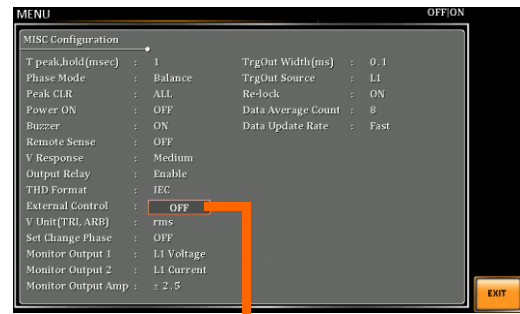 MENU OFF|ON
MISC Configuration
T peak,hold(msec) : 1 TrgOut Width(ms) : 0.1
Phase Mode : Balance TrgOut Source : L1
Peak CLR : ALL Re-lock : ON
Power ON : OFF Data Average Count : 8
Buzzer : ON Data Update Rate : Fast
Remote Sense : OFF
V Response : Medium
Output Relay : Enable
THD Format : IEC
External Control : OFF
V Unit(TRI, ARB) : rms
Set Change Phase : OFF
Monitor Output 1 : L1 Voltage
Monitor Output 2 : L1 Current
Monitor Output Amp : ±2.5
EXIT